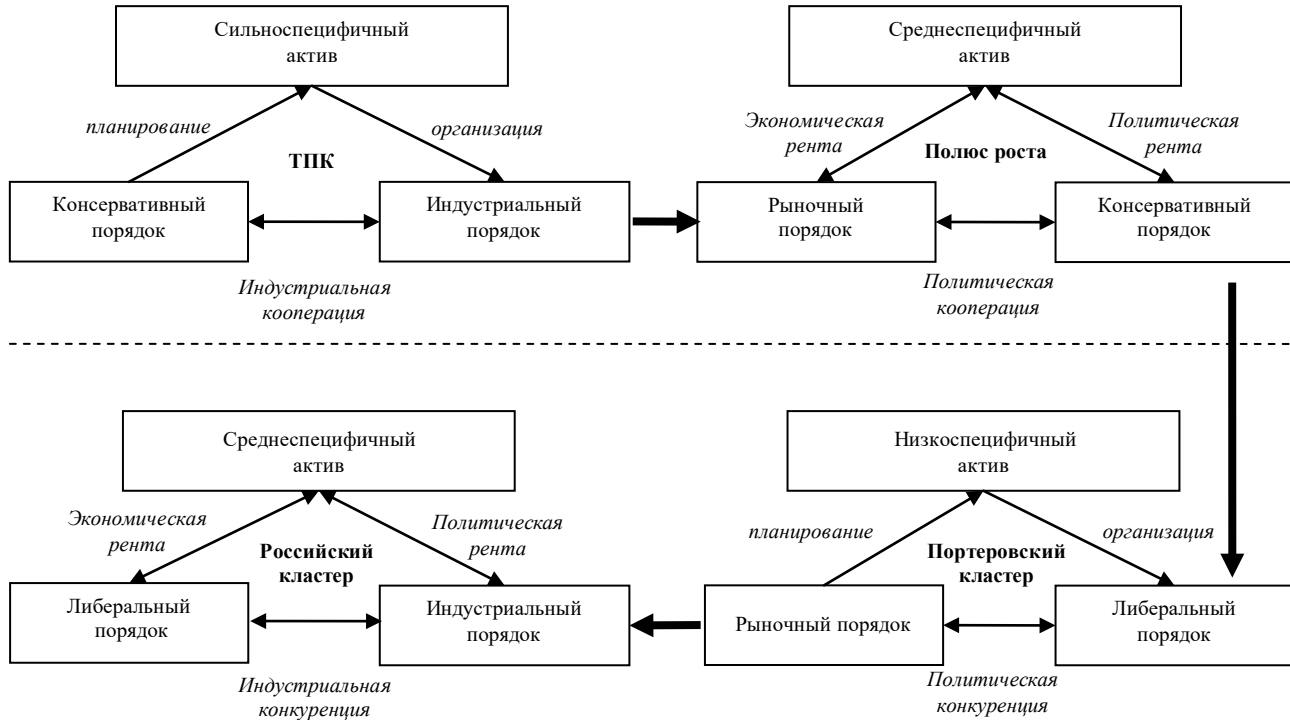 Сильноспецифичный
актив
планирование
организация
ТПК
Консервативный
порядок
Индустриальный
порядок
Индустриальная
кооперация
Среднеспецифичный
актив
Экономическая
рента
Политическая
рента
Полюс роста
Рыночный
порядок
Консервативный
порядок
Политическая
кооперация
Среднеспецифичный
актив
Экономическая
рента
Политическая
рента
Российский
кластер
Либеральный
порядок
Индустриальный
порядок
Индустриальная
конкуренция
Низкоспецифичный
актив
планирование
организация
Портеровский
кластер
Рыночный порядок
Либеральный
порядок
Политическая
конкуренция